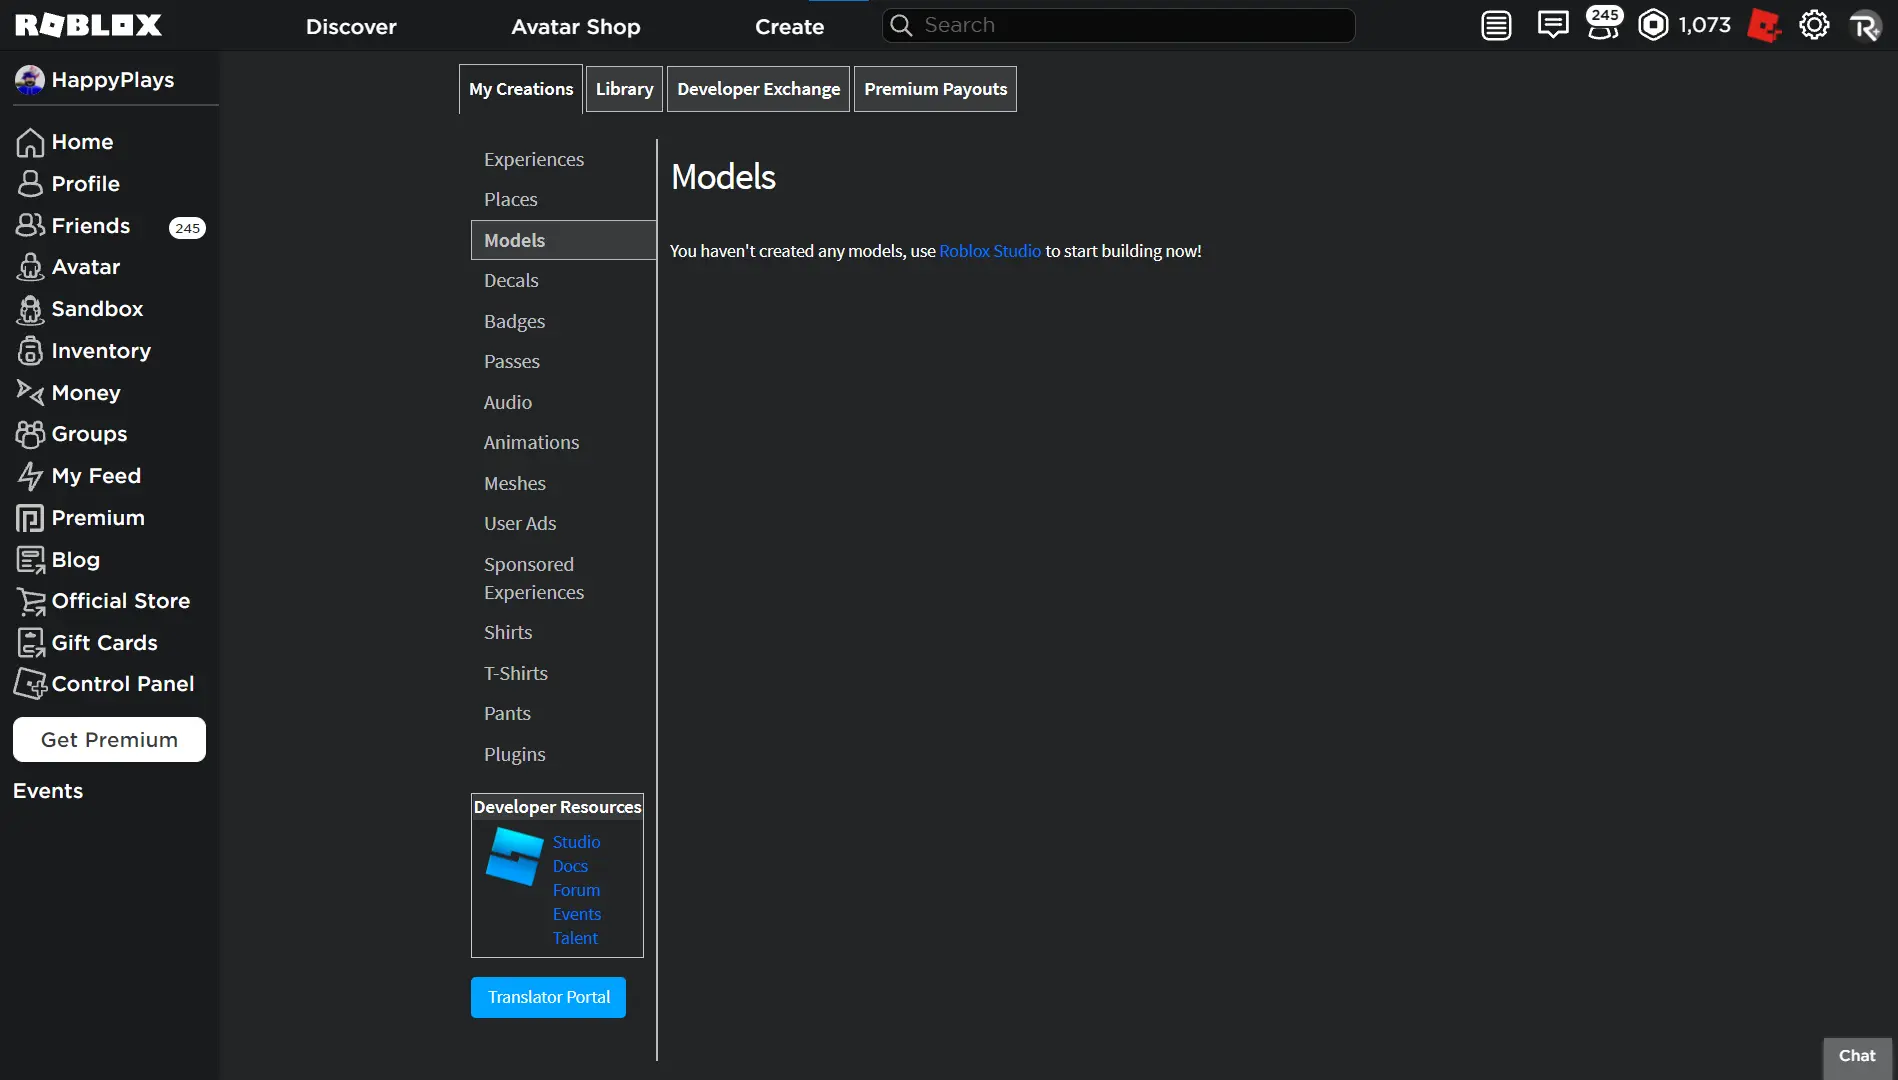 ROBLOX
Discover
Avatar Shop
Create
Search
245
1,073
HappyPlays
Home
Profile
Friends
245
Avatar
Sandbox
Inventory
Money
Groups
My Feed
Premium
Blog
Official Store
Gift Cards
Control Panel
Get Premium
Events
My Creations
Library
Developer Exchange
Premium Payouts
Experiences
Places
Models
Decals
Badges
Passes
Audio
Animations
Meshes
User Ads
Sponsored
Experiences
Shirts
T-Shirts
Pants
Plugins
Developer Resources
Studio
Docs
Forum
Events
Talent
Translator Portal
Models
You haven't created any models, use Roblox Studio to start building now!
Chat